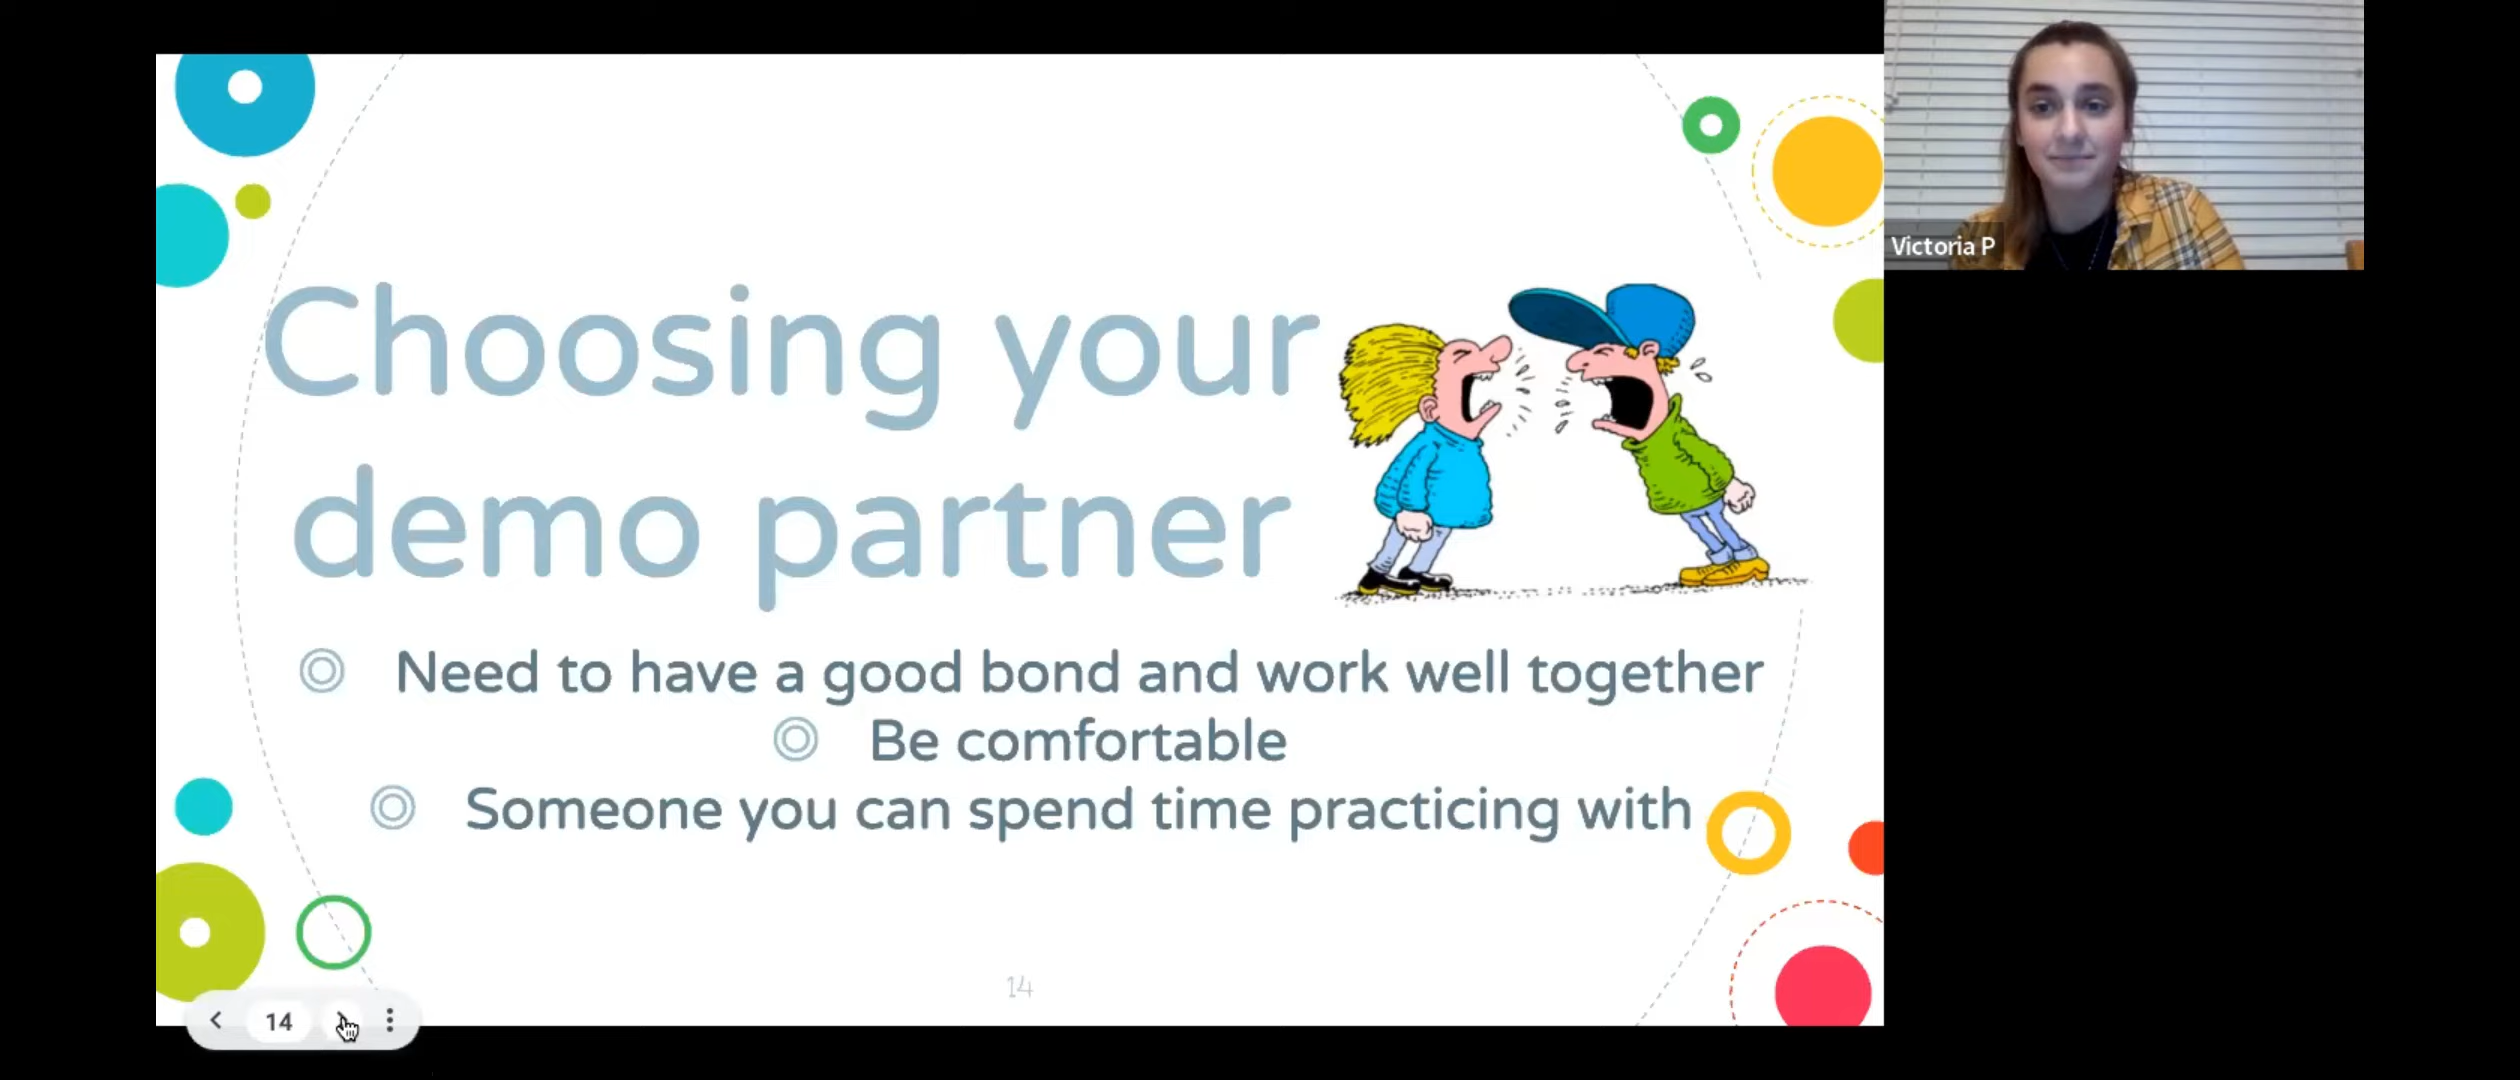 Choosing your
demo partner
Need to have a good bond and work well together
Be comfortable
Someone you can spend time practicing with
14
14
Victoria P